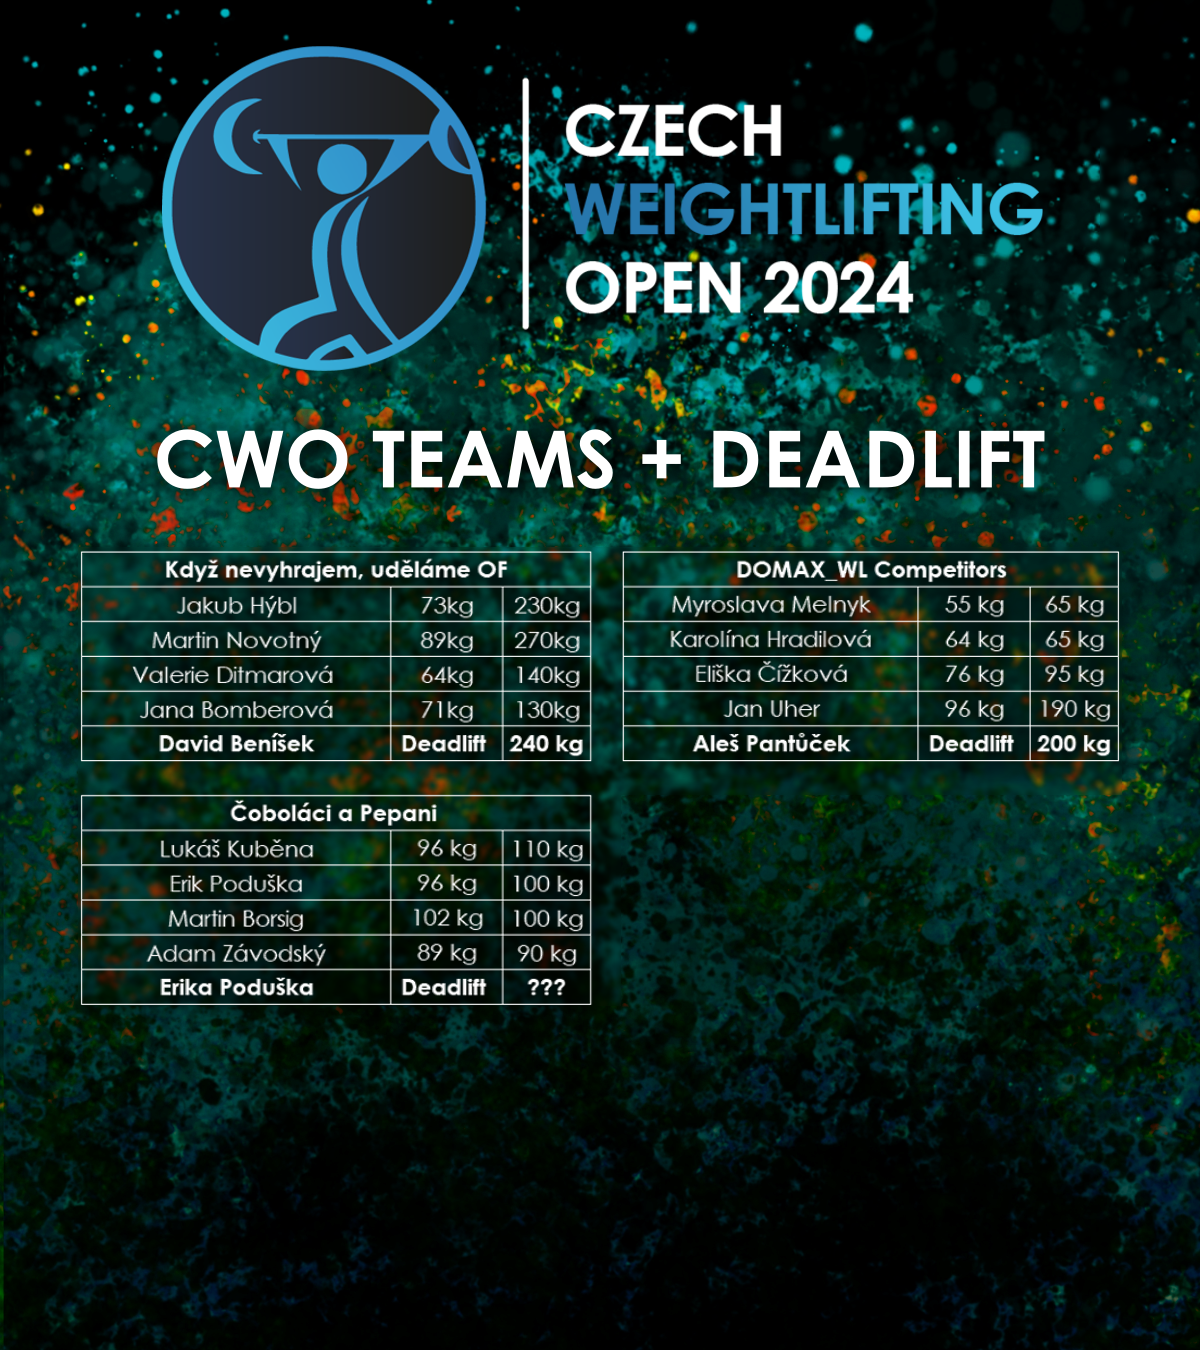 CZECH
WEIGHTLIFTING
OPEN 2024
CWO TEAMS + DEADLIFT
Když nevyhrajem, uděláme OF
Jakub Hýbl 73kg 230kg
Martin Novotný 89kg 270kg
Valerie Ditmarová 64kg 140kg
Jana Bomberová 71kg 130kg
David Beníšek Deadlift 240 kg
DOMAX_WL Competitors
Myroslava Melnyk 55 kg 65 kg
Karolína Hradilová 64 kg 65 kg
Eliška Čížková 76 kg 95 kg
Jan Uher 96 kg 190 kg
Aleš Pantůček Deadlift 200 kg
Čoboláci a Pepani
Lukáš Kuběna 96 kg 110 kg
Erik Poduška 96 kg 100 kg
Martin Borsig 102 kg 100 kg
Adam Závodský 89 kg 90 kg
Erika Poduška Deadlift ???